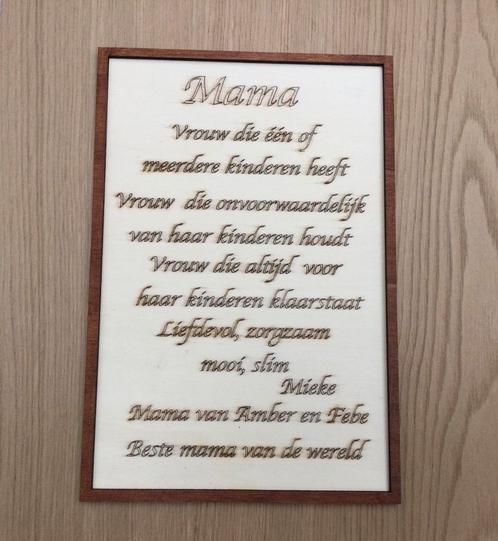 Mama
Vrouw die één of
meerdere kinderen heeft
Vrouw die onvoorwaardelijk
van haar kinderen houdt
Vrouw die altijd voor
haar kinderen klaarstaat
Liefdevol, zorgzaam
mooi, slim
Mieke
Mama van Amber en Febe
Beste mama van de wereld